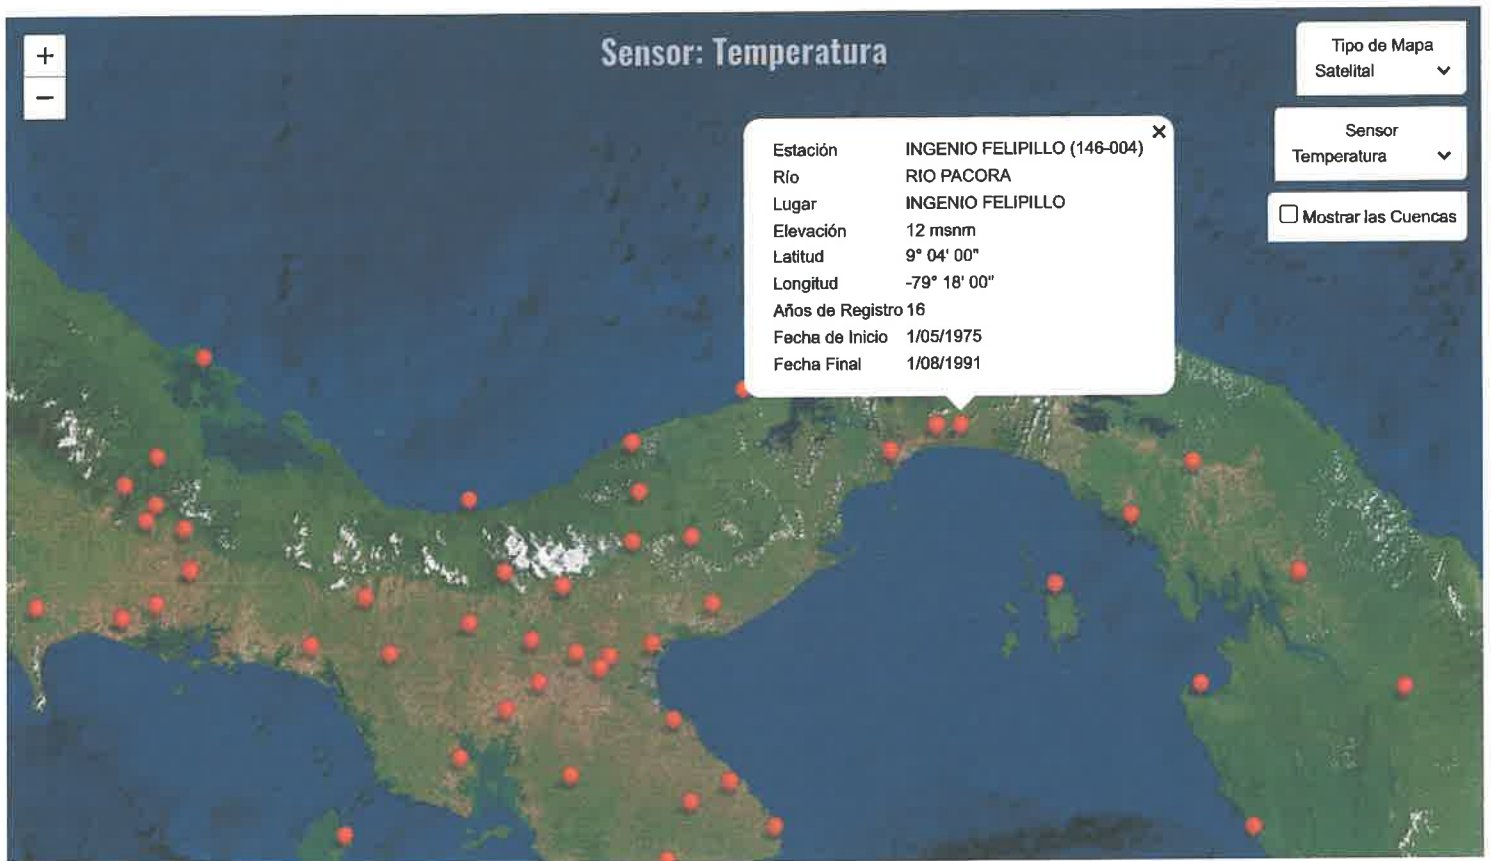 +
−
Sensor: Temperatura
Tipo de Mapa
Satelital
Sensor
Temperatura
Mostrar las Cuencas
Estación INGENIO FELIPILLO (146-004)
Río RIO PACORA
Lugar INGENIO FELIPILLO
Elevación 12 msnm
Latitud 9° 04' 00"
Longitud -79° 18' 00"
Años de Registro 16
Fecha de Inicio 1/05/1975
Fecha Final 1/08/1991